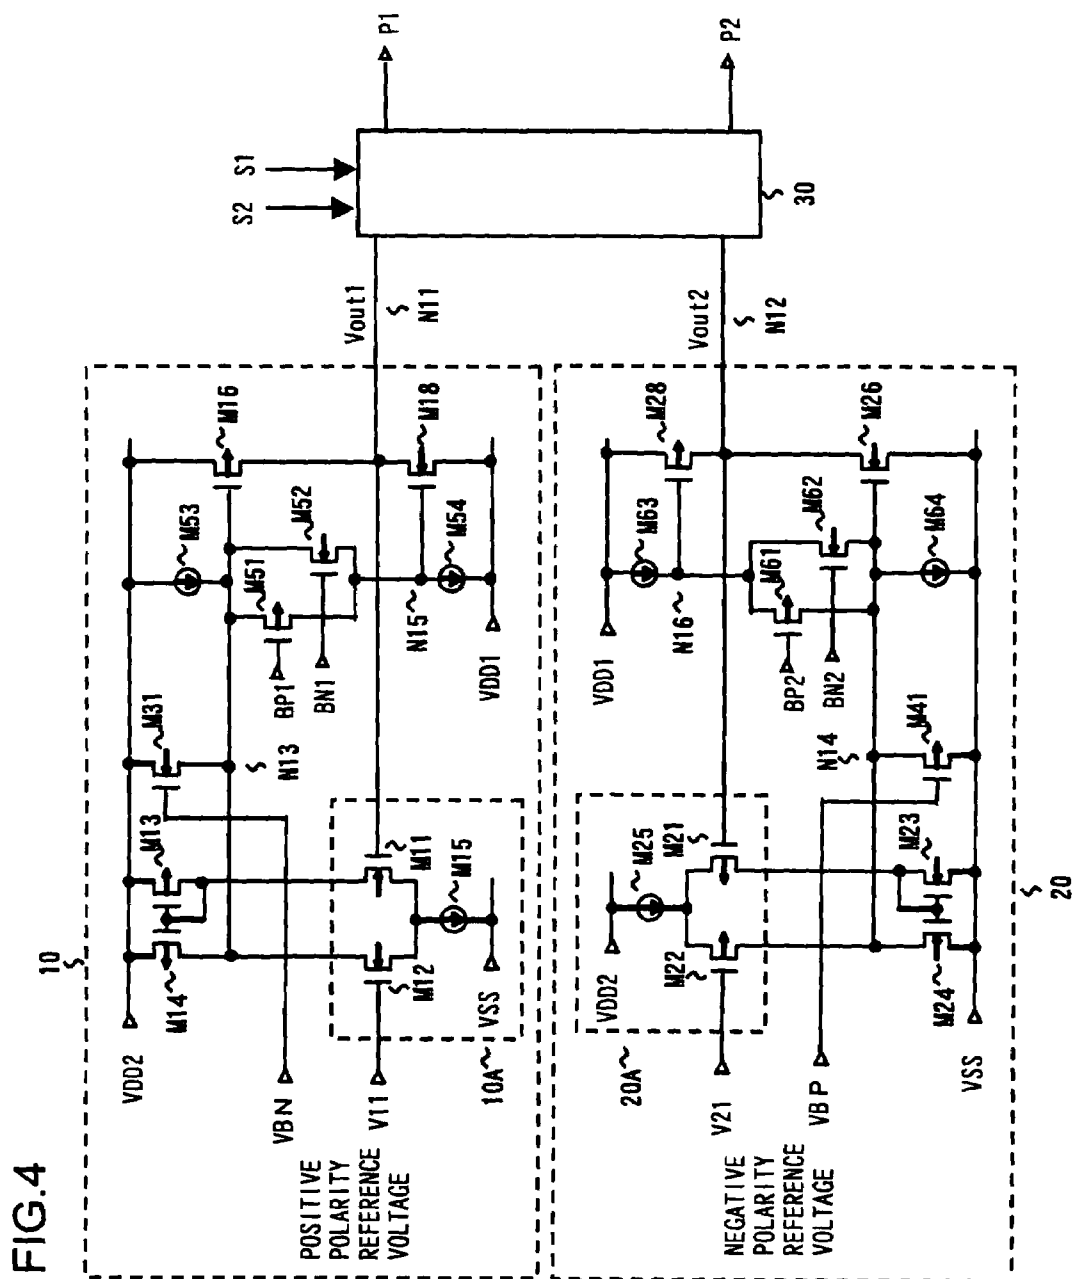 FIG.4
10
VDD2
M14
M13
M31
M53
M16
M51
M52
N13
BP1
BN1
N15
M54
M18
VDD1
VBN
V11
POSITIVE
POLARITY
REFERENCE
VOLTAGE
M12
M11
M15
VSS
10A
Vout1
N11
S2
S1
P1
30
P2
Vout2
N12
20A
VDD2
M25
M22
M21
V21
NEGATIVE
POLARITY
REFERENCE
VOLTAGE
VBP
VDD1
M63
M28
N16
M61
M62
BP2
BN2
N14
M41
M26
M64
M24
M23
VSS
20